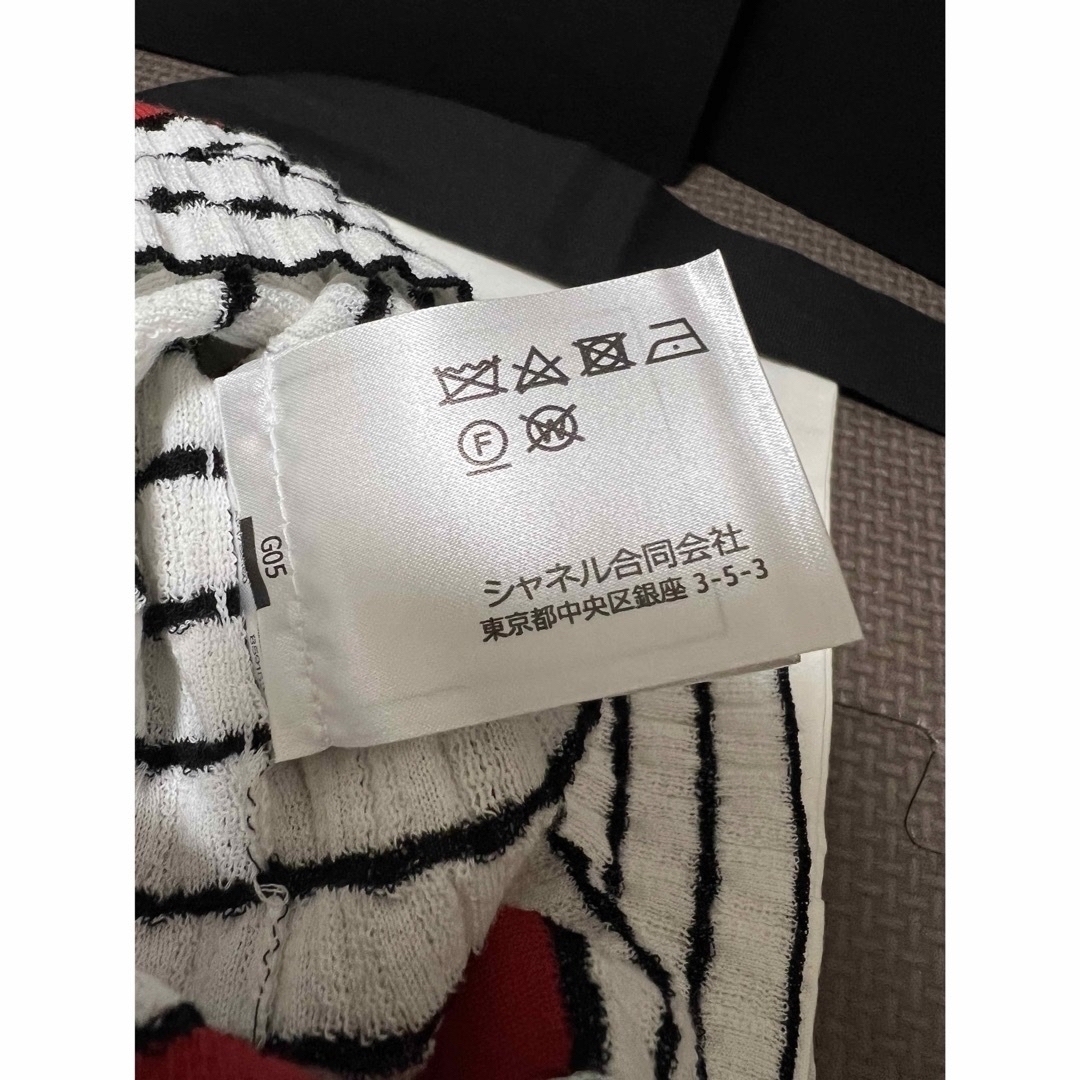 F W
シャネル合同会社
東京都中央区銀座 3-5-3
G05